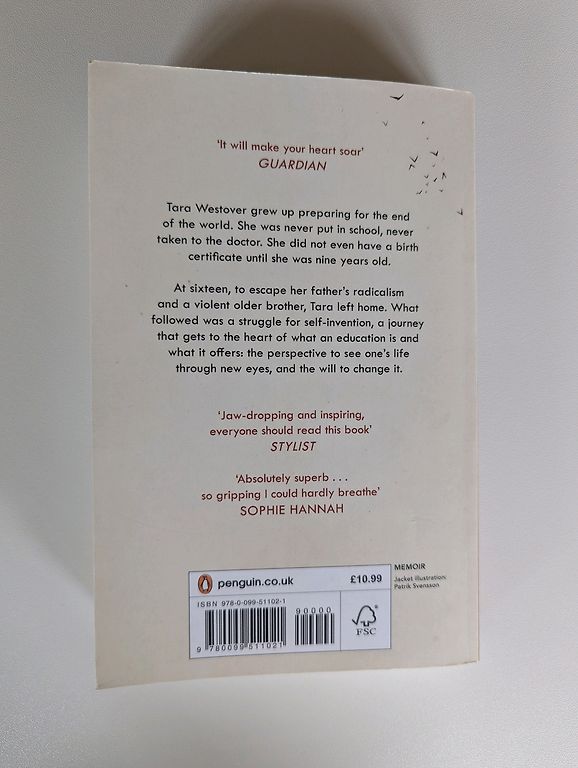 ‘It will make your heart soar’
GUARDIAN
Tara Westover grew up preparing for the end
of the world. She was never put in school, never
taken to the doctor. She did not even have a birth
certificate until she was nine years old.
At sixteen, to escape her father’s radicalism
and a violent older brother, Tara left home. What
followed was a struggle for self-invention, a journey
that gets to the heart of what an education is and
what it offers: the perspective to see one’s life
through new eyes, and the will to change it.
‘Jaw-dropping and inspiring,
everyone should read this book’
STYLIST
‘Absolutely superb . . .
so gripping I could hardly breathe’
SOPHIE HANNAH
penguin.co.uk
£10.99
MEMOIR
Jacket illustration:
Patrik Svensson
ISBN 978-0-099-51102-1
90000
9 780099 511021
FSC